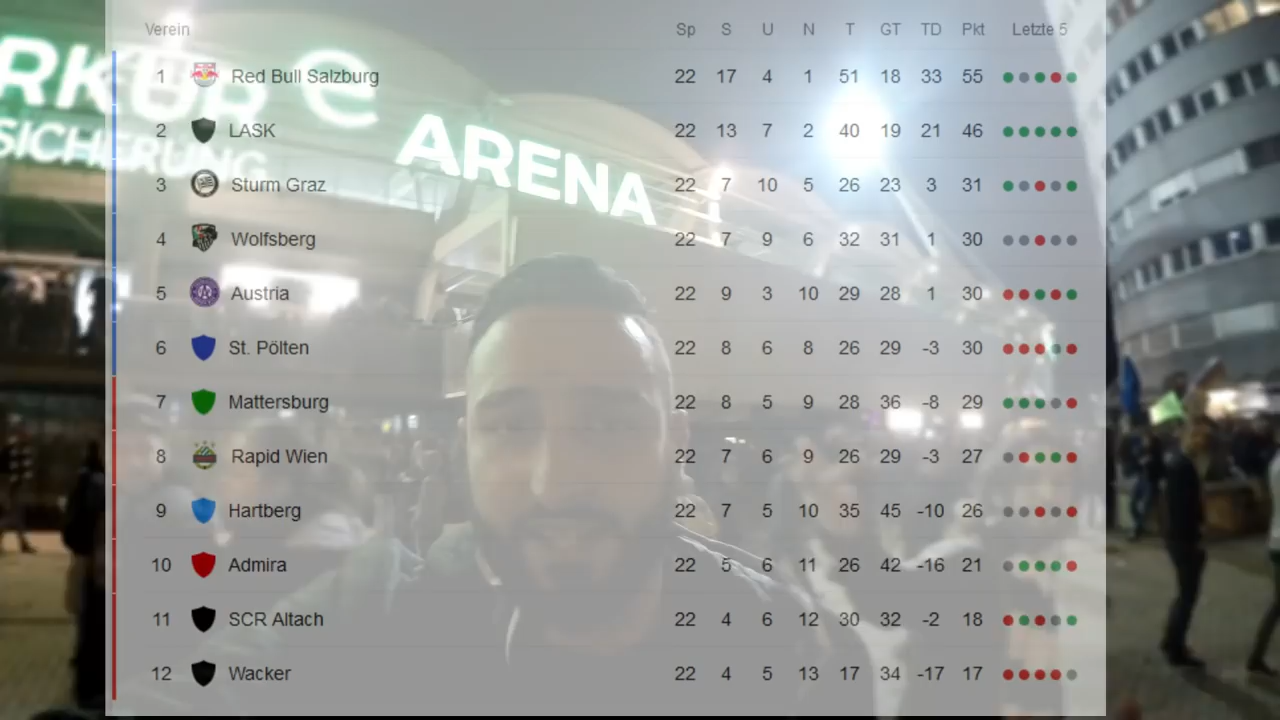 Verein Sp S U N T GT TD Pkt Letzte 5
1 Red Bull Salzburg 22 17 4 1 51 18 33 55
2 LASK 22 13 7 2 40 19 21 46
3 Sturm Graz 22 7 10 5 26 23 3 31
4 Wolfsberg 22 7 9 6 32 31 1 30
5 Austria 22 9 3 10 29 28 1 30
6 St. Pölten 22 8 6 8 26 29 -3 30
7 Mattersburg 22 8 5 9 28 36 -8 29
8 Rapid Wien 22 7 6 9 26 29 -3 27
9 Hartberg 22 7 5 10 35 45 -10 26
10 Admira 22 5 6 11 26 42 -16 21
11 SCR Altach 22 4 6 12 30 32 -2 18
12 Wacker 22 4 5 13 17 34 -17 17
RKUR ARENA
SICHERUNG